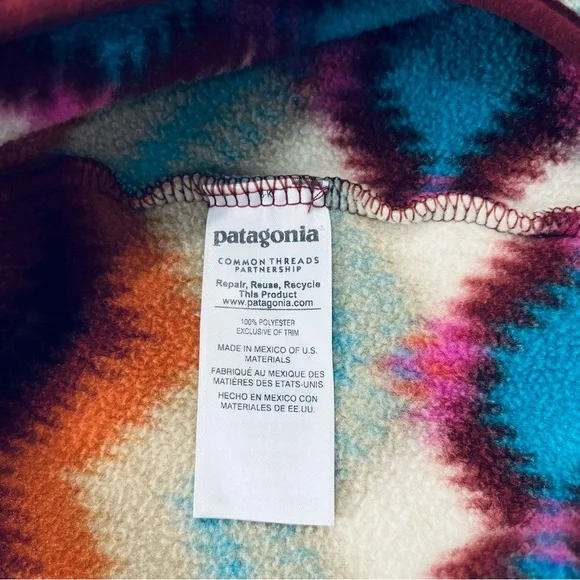 patagonia®
COMMON THREADS
PARTNERSHIP
Repair, Reuse, Recycle
This Product
www.patagonia.com
100% POLYESTER
EXCLUSIVE OF TRIM
MADE IN MEXICO OF U.S.
MATERIALS
FABRIQUÉ AU MEXIQUE DES
MATIÈRES DES ETATS-UNIS
HECHO EN MEXICO CON
MATERIALES DE EE.UU.